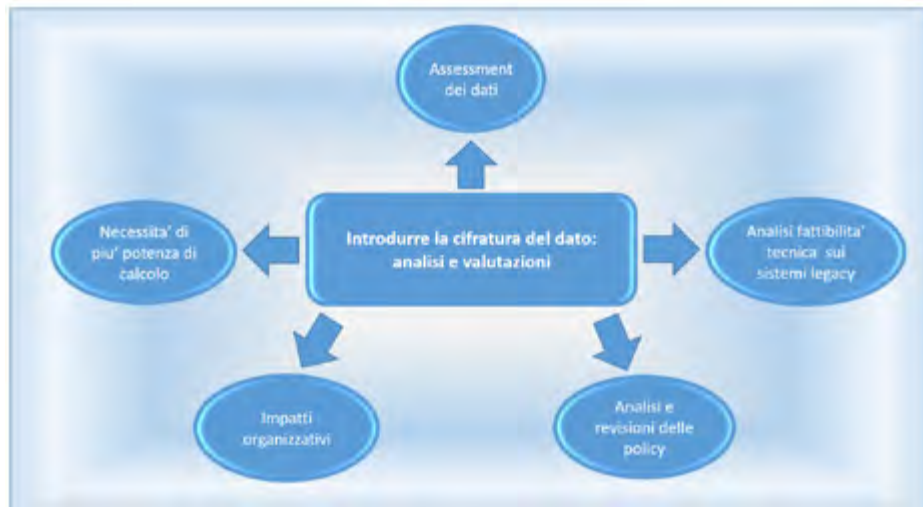 Assessment
dei dati
Necessita' di
piu' potenza di
calcolo
Introdurre la cifratura del dato:
analisi e valutazioni
Analisi fattibilita'
tecnica sui
sistemi legacy
Impatti
organizzativi
Analisi e
revisioni delle
policy